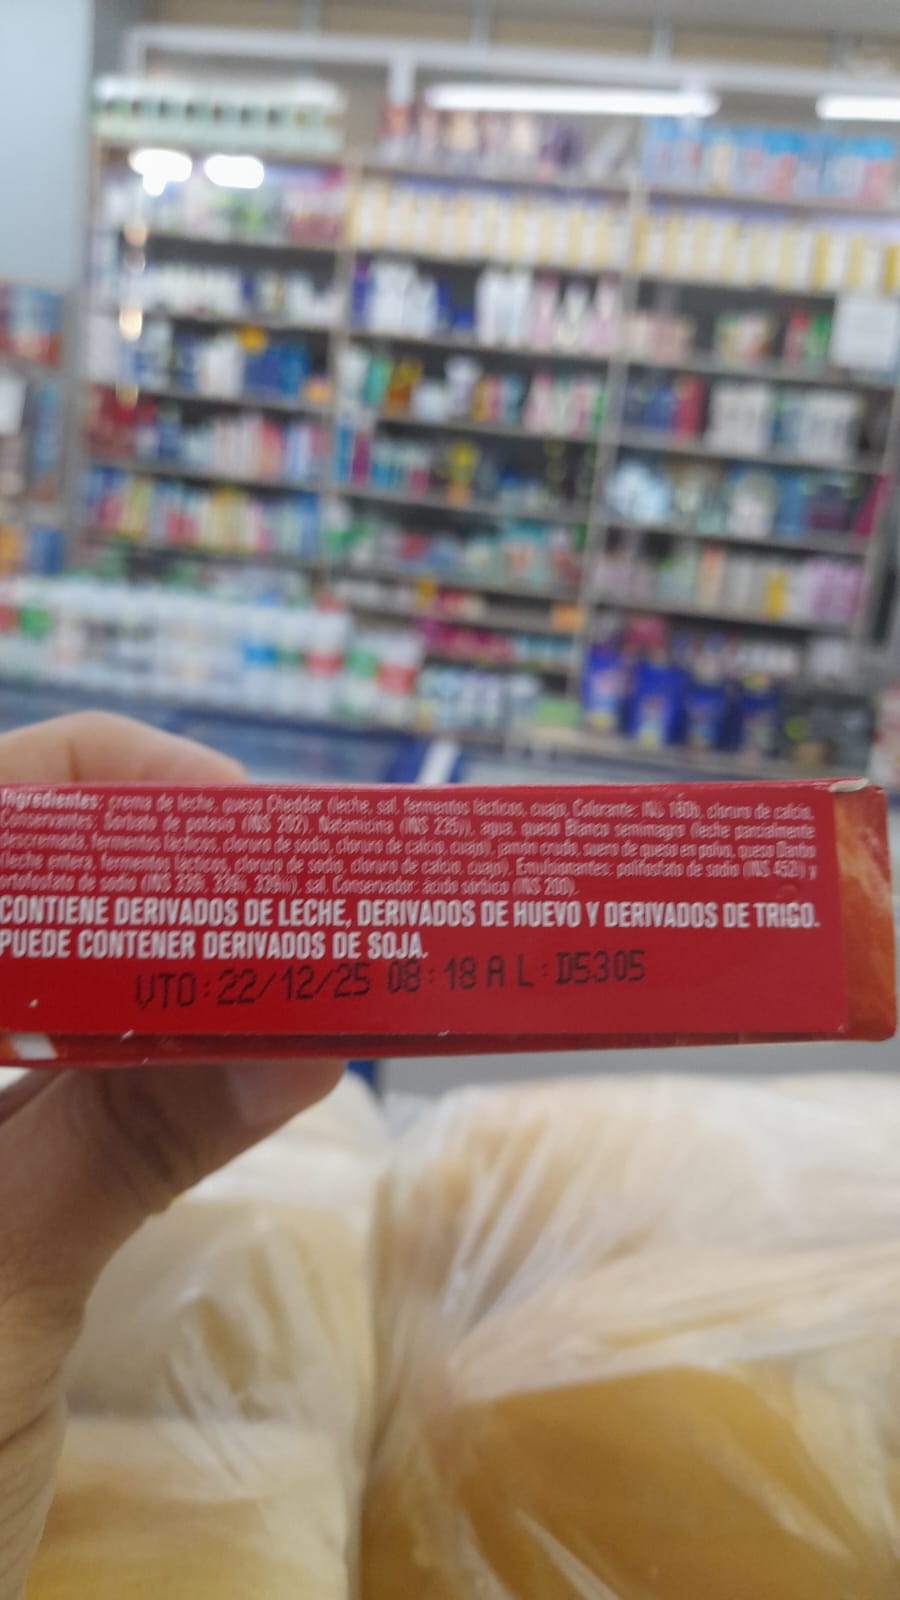 Ingredientes: crema de leche, queso Cheddar (leche, sal, fermentos lácticos, cuajo, Colorante: INS 160b, cloruro de calcio,
Conservantes: Sorbato de potasio (INS 202), Natamicina (INS 235)), agua, queso Blanco semimagro (leche parcialmente
descremada, fermentos lácticos, cloruro de sodio, cloruro de calcio, cuajo), jamón crudo, suero de queso en polvo, queso Danbo
(leche entera, fermentos lácticos, cloruro de sodio, cloruro de calcio, cuajo), Emulsionantes: polifosfato de sodio (INS 452i) y
ortofosfato de sodio (INS 339i, 339ii, 339iii), sal, Conservador: ácido sórbico (INS 200).
CONTIENE DERIVADOS DE LECHE, DERIVADOS DE HUEVO Y DERIVADOS DE TRIGO.
PUEDE CONTENER DERIVADOS DE SOJA.
VTO:22/12/25 08:18 A L:D5305